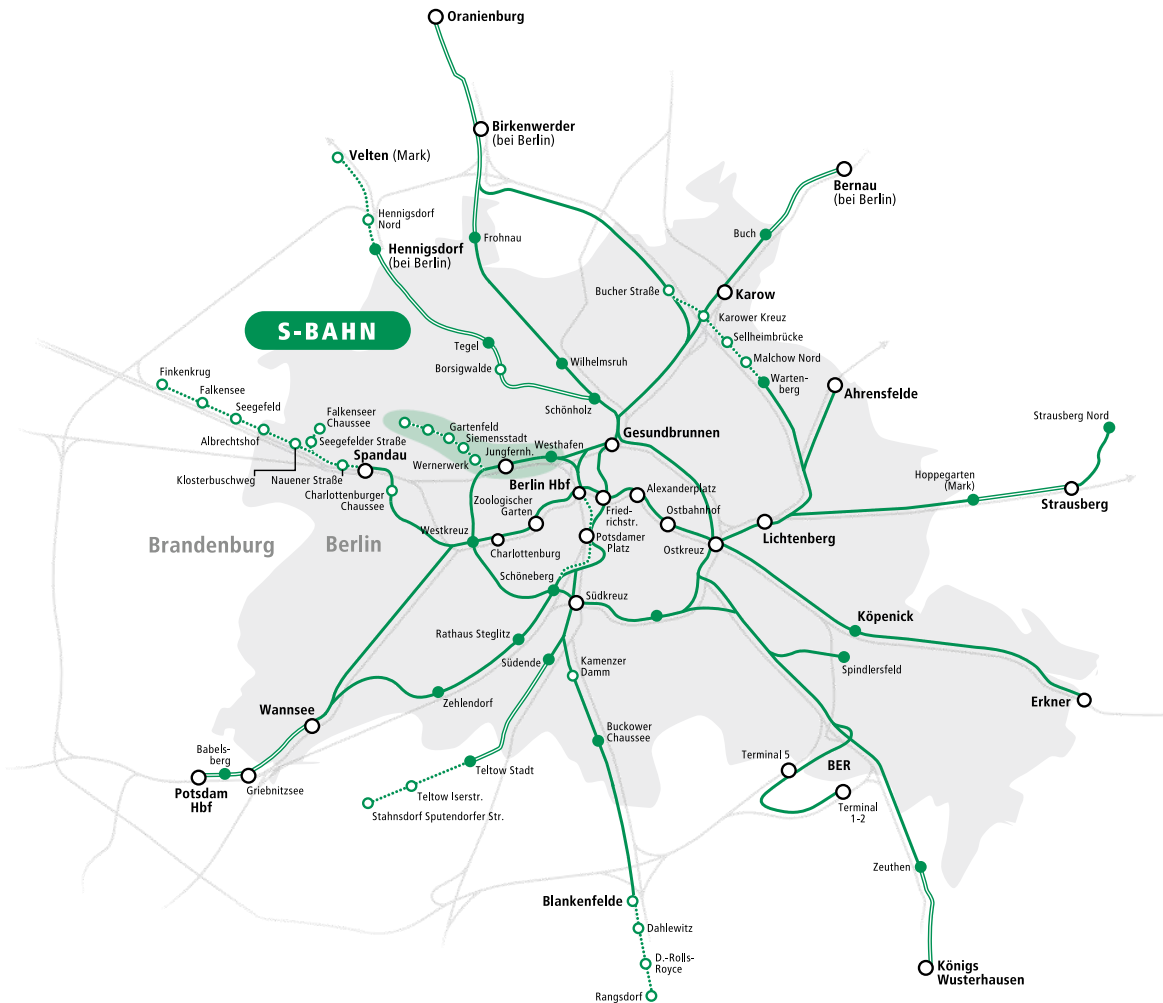 Oranienburg
Birkenwerder
(bei Berlin)
Velten (Mark)
Bernau
(bei Berlin)
Hennigsdorf
Nord
Frohnau
Buch
Hennigsdorf
(bei Berlin)
Bucher Straße
Karow
Karower Kreuz
S-BAHN
Sellheimbrücke
Tegel
Malchow Nord
Borsigwalde
Wilhelmsruh
Finkenkrug
Warten-
berg
Ahrensfelde
Falkensee
Schönholz
Seegefeld
Falkenseer
Chaussee
Gartenfeld
Strausberg Nord
Albrechtshof
Seegefelder Straße
Siemensstadt
Gesundbrunnen
Spandau
Jungfernh.
Westhafen
Klosterbuschweg
Nauener Straße
Wernerwerk
Hoppegarten
(Mark)
Charlottenburger
Chaussee
Berlin Hbf
Alexanderplatz
Zoologischer
Garten
Ostbahnhof
Strausberg
Fried-
richstr.
Lichtenberg
Westkreuz
Potsdamer
Platz
Brandenburg
Berlin
Charlottenburg
Ostkreuz
Schöneberg
Südkreuz
Köpenick
Rathaus Steglitz
Südende
Kamenzer
Damm
Spindlersfeld
Zehlendorf
Erkner
Wannsee
Buckower
Chaussee
Babels-
berg
Terminal 5
BER
Teltow Stadt
Potsdam
Hbf
Griebnitzsee
Teltow Iserstr.
Terminal
1-2
Stahnsdorf Sputendorfer Str.
Zeuthen
Blankenfelde
Dahlewitz
D.-Rolls-
Royce
Königs
Wusterhausen
Rangsdorf